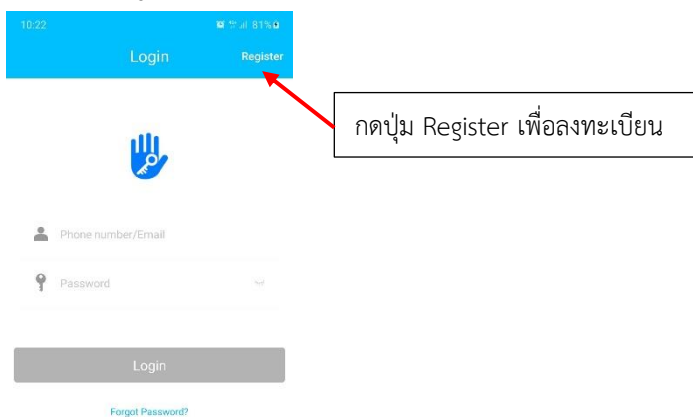 10:22 81%
Login Register
กดปุ่ม Register เพื่อลงทะเบียน
Phone number/Email
Password
Login
Forgot Password?